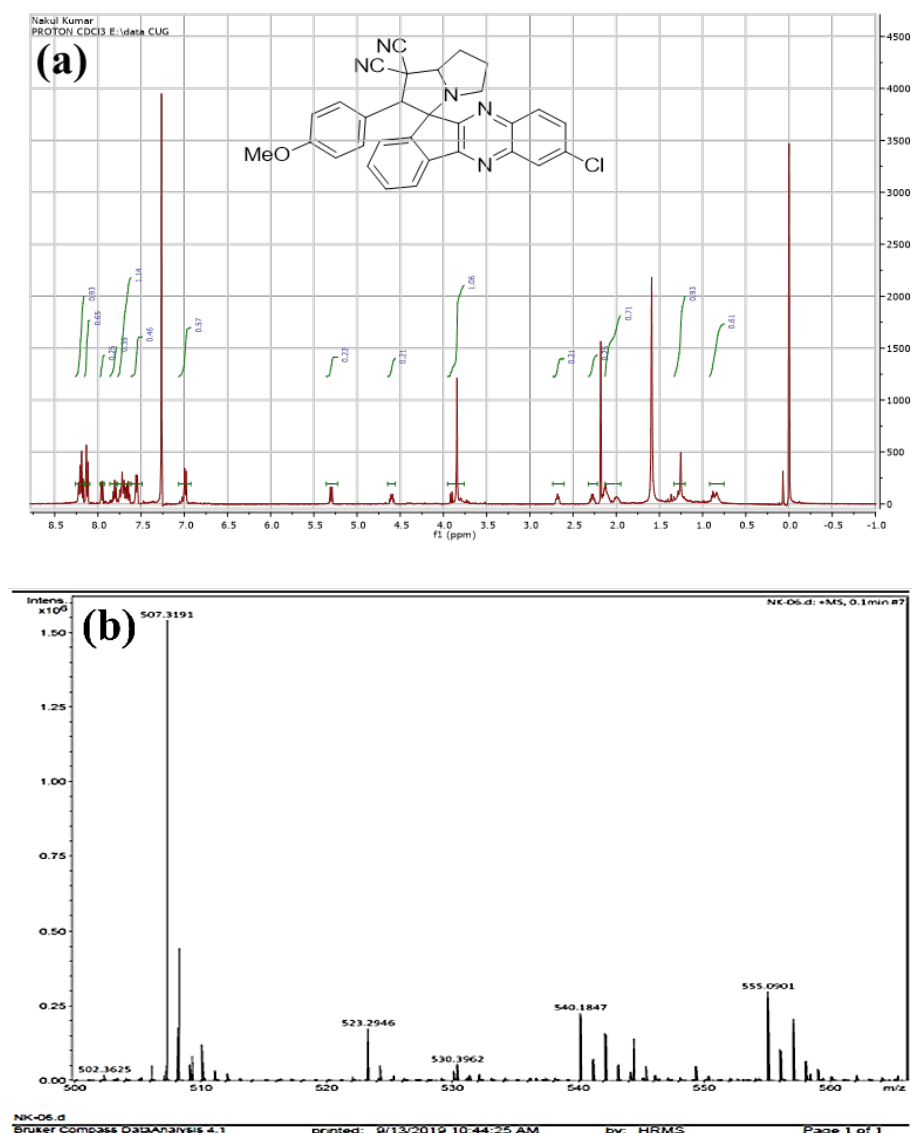 Nakul Kumar
PROTON CDCl3 E:\data CUG
(a)
NC
CN
N
N
MeO
N
Cl
4500
4000
3500
3000
2500
2000
1500
1000
500
0
0.93
0.65
0.25
0.39
1.14
0.46
0.57
0.22
0.21
1.06
0.21
0.25
0.71
0.93
0.61
8.5 8.0 7.5 7.0 6.5 6.0 5.5 5.0 4.5 4.0 3.5 3.0 2.5 2.0 1.5 1.0 0.5 0.0 -0.5 -1.0
f1 (ppm)
Intens.
x10⁶
(b)
NK-06.d: +MS, 0.1min #7
507.3191
1.50
1.25
1.00
0.75
0.50
0.25
0.00
502.3625
523.2946
530.3962
540.1847
555.0901
500 510 520 530 540 550 560 m/z
NK-06.d
Bruker Compass DataAnalysis 4.1 printed: 9/13/2019 10:44:25 AM by: HRMS Page 1 of 1